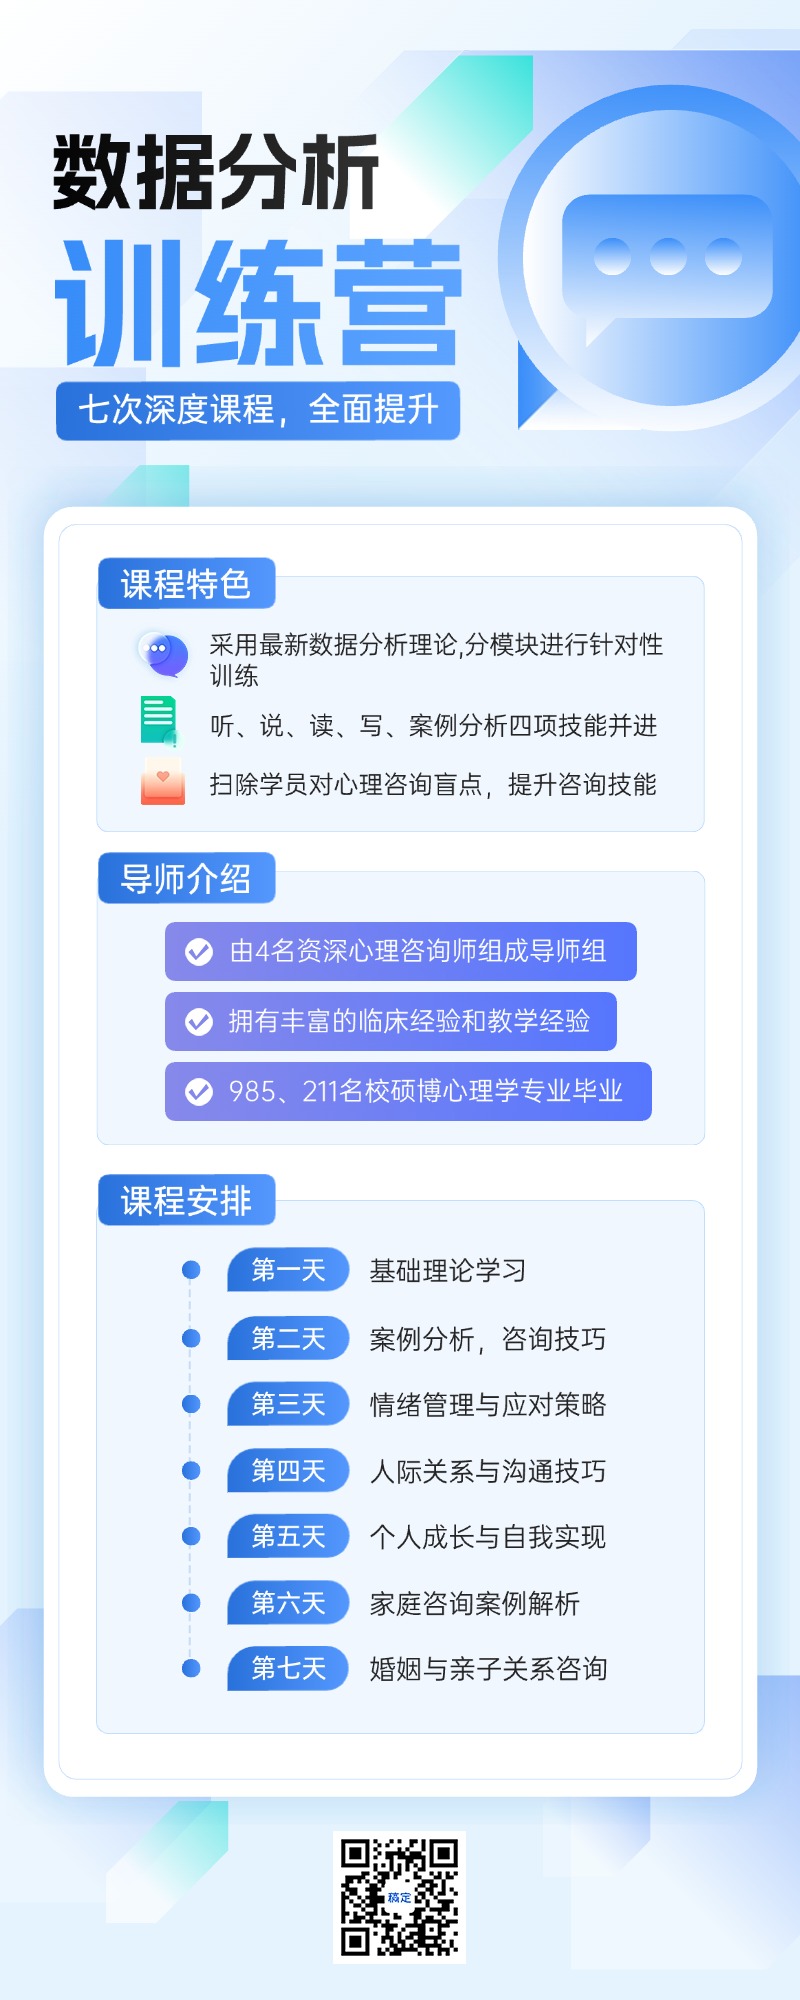 数据分析
训练营
七次深度课程，全面提升
课程特色
采用最新数据分析理论,分模块进行针对性
训练
听、说、读、写、案例分析四项技能并进
扫除学员对心理咨询盲点，提升咨询技能
导师介绍
由4名资深心理咨询师组成导师组
拥有丰富的临床经验和教学经验
985、211名校硕博心理学专业毕业
课程安排
第一天 基础理论学习
第二天 案例分析，咨询技巧
第三天 情绪管理与应对策略
第四天 人际关系与沟通技巧
第五天 个人成长与自我实现
第六天 家庭咨询案例解析
第七天 婚姻与亲子关系咨询
稿定